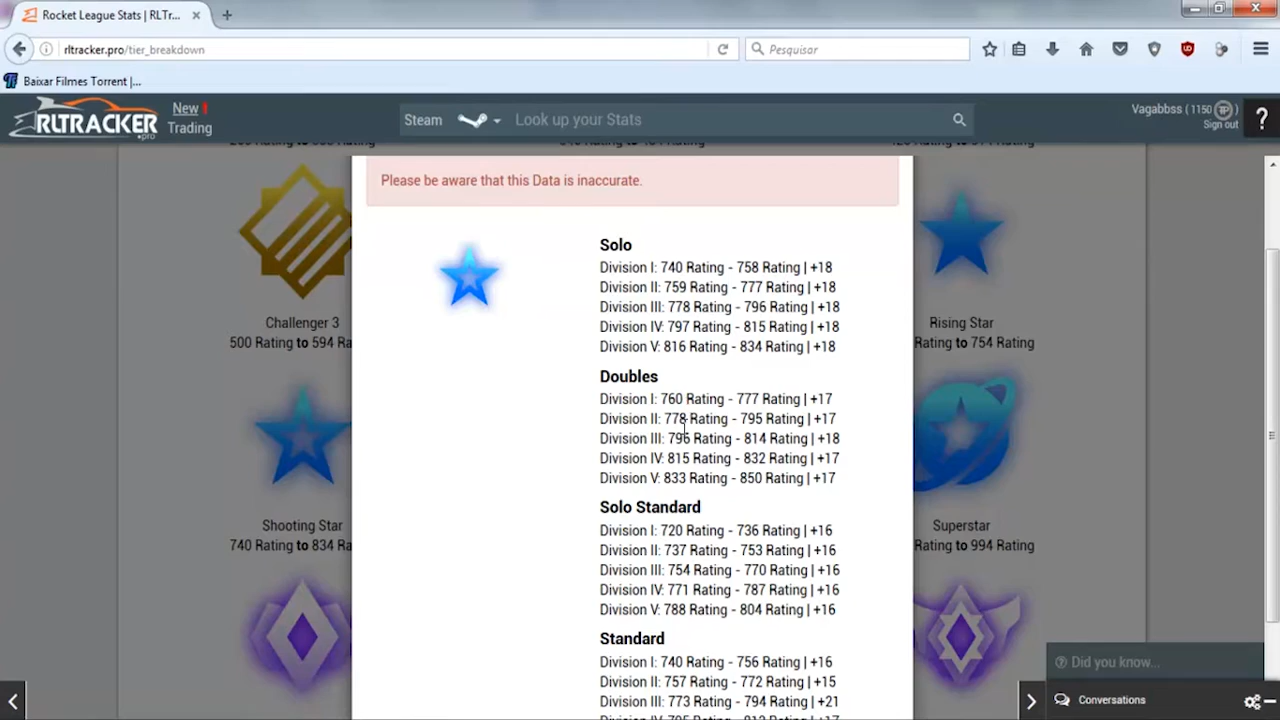 Rocket League Stats | RLTr...
rltracker.pro/tier_breakdown
Pesquisar
Baixar Filmes Torrent |...
RLTRACKER.pro
New !
Trading
Steam
Look up your Stats
Vagabbss ( 1150 TP )
Sign out
?
Please be aware that this Data is inaccurate.
Solo
Division I: 740 Rating - 758 Rating | +18
Division II: 759 Rating - 777 Rating | +18
Division III: 778 Rating - 796 Rating | +18
Division IV: 797 Rating - 815 Rating | +18
Division V: 816 Rating - 834 Rating | +18
Doubles
Division I: 760 Rating - 777 Rating | +17
Division II: 778 Rating - 795 Rating | +17
Division III: 796 Rating - 814 Rating | +18
Division IV: 815 Rating - 832 Rating | +17
Division V: 833 Rating - 850 Rating | +17
Solo Standard
Division I: 720 Rating - 736 Rating | +16
Division II: 737 Rating - 753 Rating | +16
Division III: 754 Rating - 770 Rating | +16
Division IV: 771 Rating - 787 Rating | +16
Division V: 788 Rating - 804 Rating | +16
Standard
Division I: 740 Rating - 756 Rating | +16
Division II: 757 Rating - 772 Rating | +15
Division III: 773 Rating - 794 Rating | +21
Challenger 3
500 Rating to 594 Ra
Rising Star
Rating to 754 Rating
Shooting Star
740 Rating to 834 Ra
Superstar
Rating to 994 Rating
Did you know...
Conversations